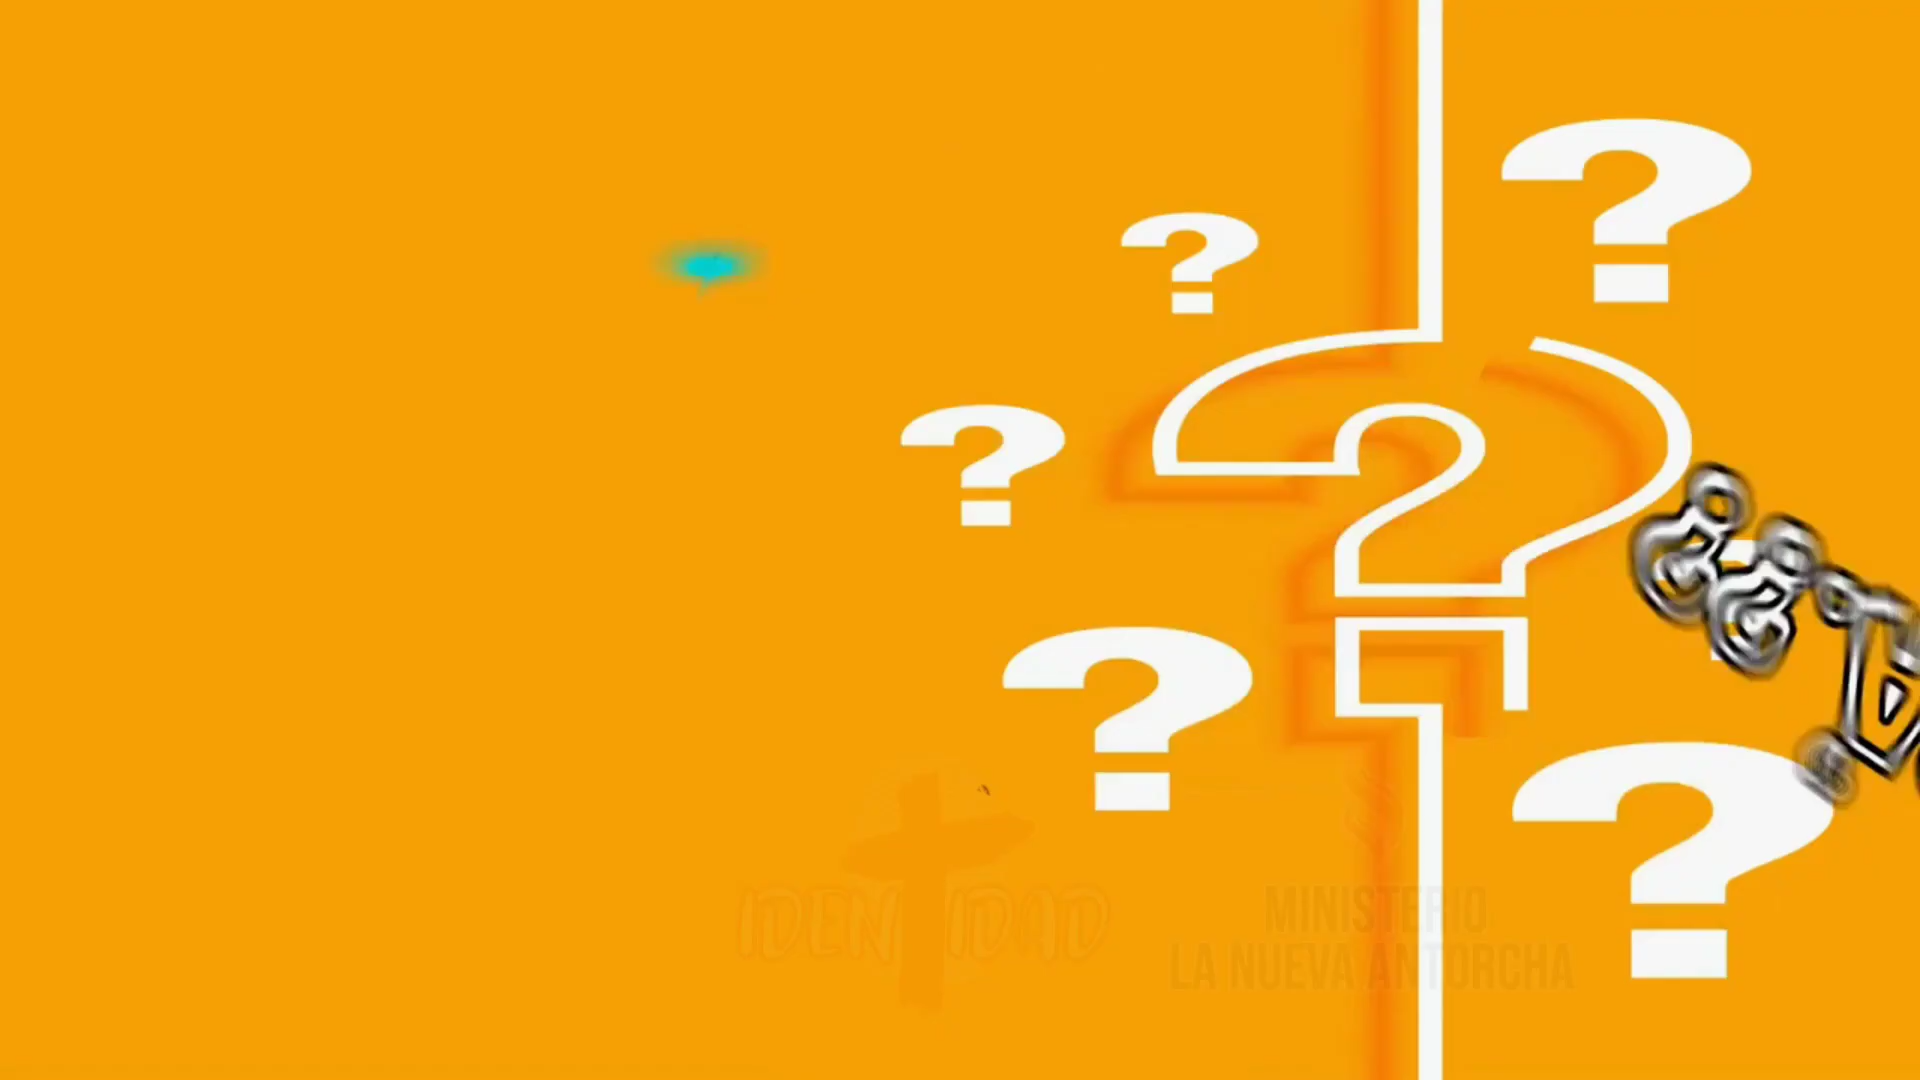 ?
?
?
?
?
?
IDENTIDAD
MINISTERIO
LA NUEVA ANTORCHA